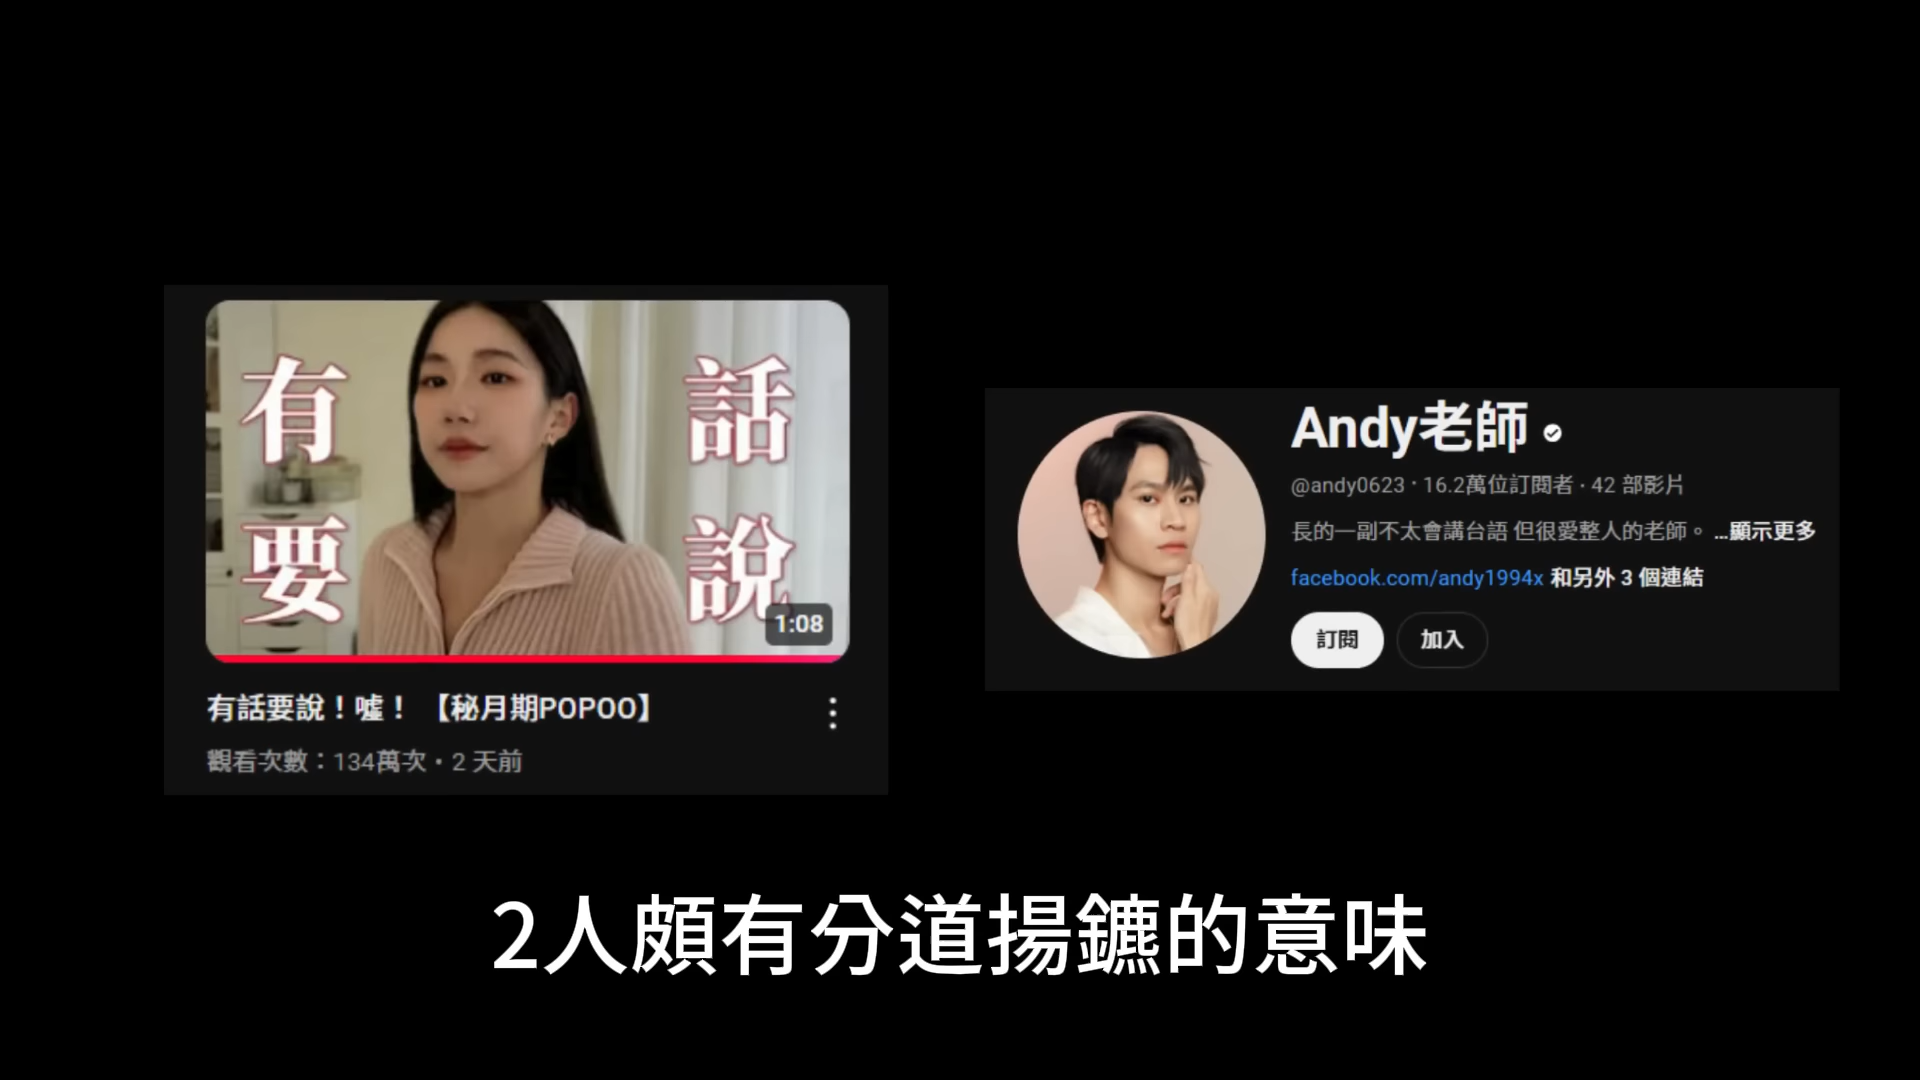 有 話
要 說
1:08
有話要說！噓！ 【秘月期POPOO】
觀看次數：134萬次・2 天前
Andy老師
@andy0623・16.2萬位訂閱者・42 部影片
長的一副不太會講台語 但很愛整人的老師。 ...顯示更多
facebook.com/andy1994x 和另外 3 個連結
訂閱 加入
2人頗有分道揚鑣的意味